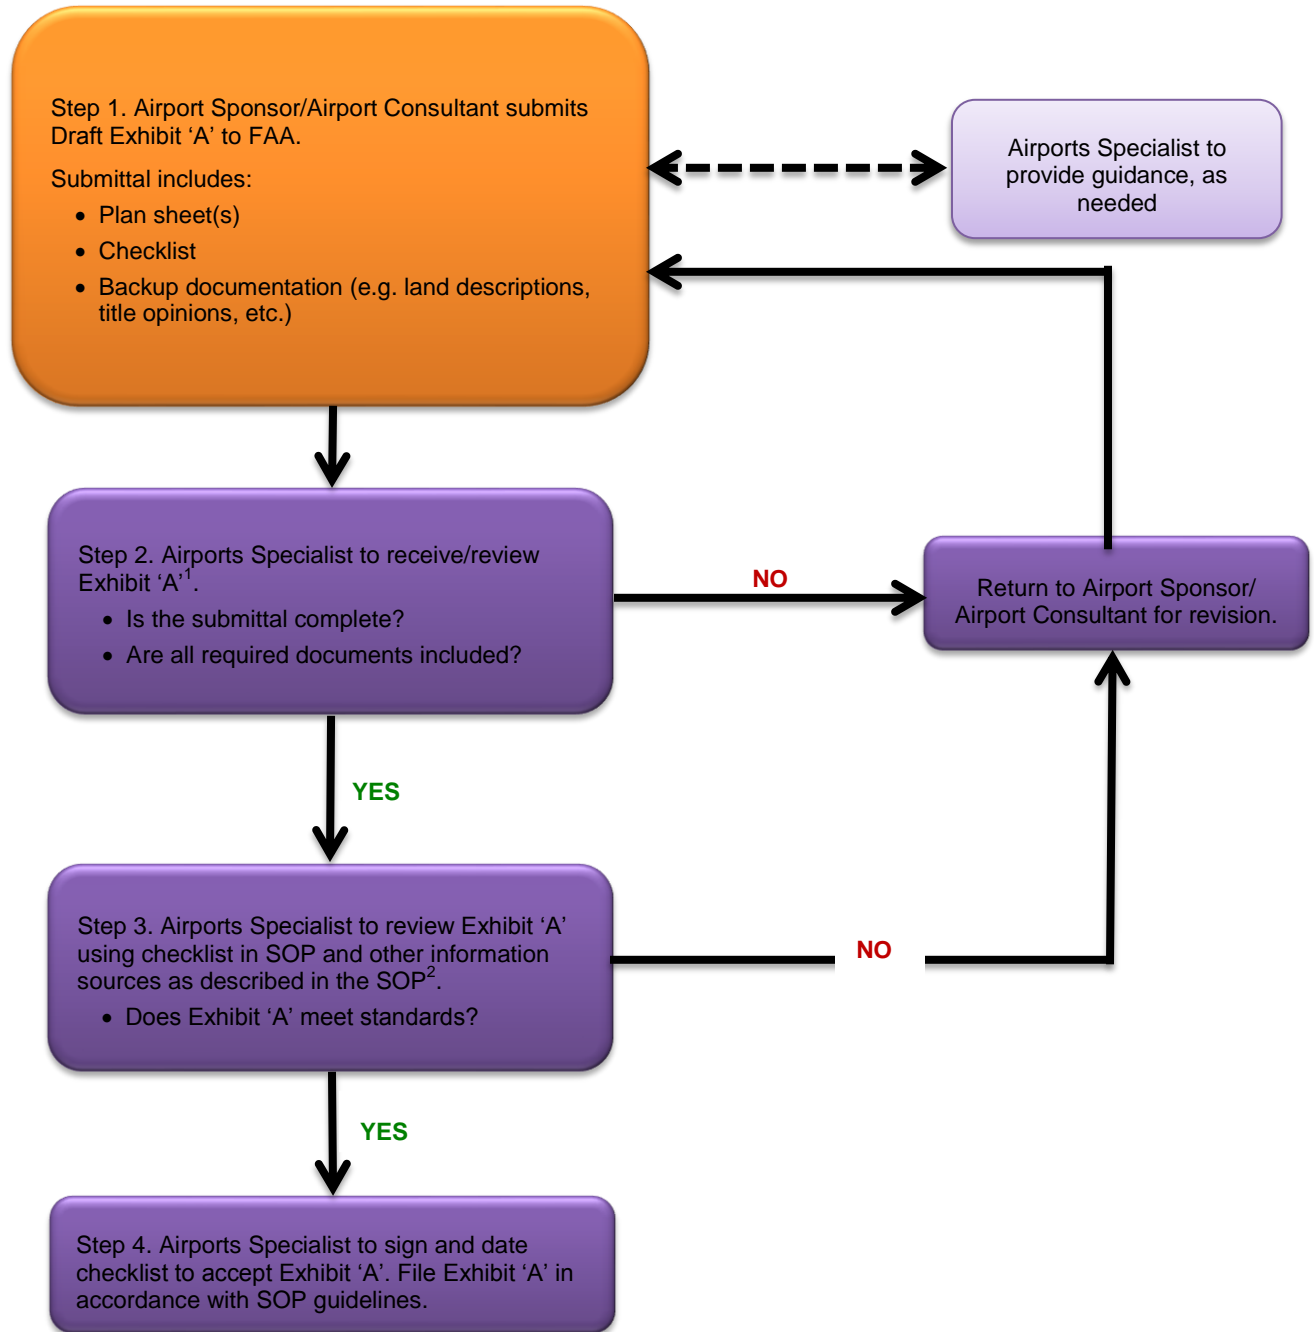 Step 1. Airport Sponsor/Airport Consultant submits
Draft Exhibit ‘A’ to FAA.
Submittal includes:
• Plan sheet(s)
• Checklist
• Backup documentation (e.g. land descriptions,
title opinions, etc.)
Airports Specialist to
provide guidance, as
needed
Step 2. Airports Specialist to receive/review
Exhibit ‘A’¹.
• Is the submittal complete?
• Are all required documents included?
NO
Return to Airport Sponsor/
Airport Consultant for revision.
YES
Step 3. Airports Specialist to review Exhibit ‘A’
using checklist in SOP and other information
sources as described in the SOP².
• Does Exhibit ‘A’ meet standards?
NO
YES
Step 4. Airports Specialist to sign and date
checklist to accept Exhibit ‘A’. File Exhibit ‘A’ in
accordance with SOP guidelines.